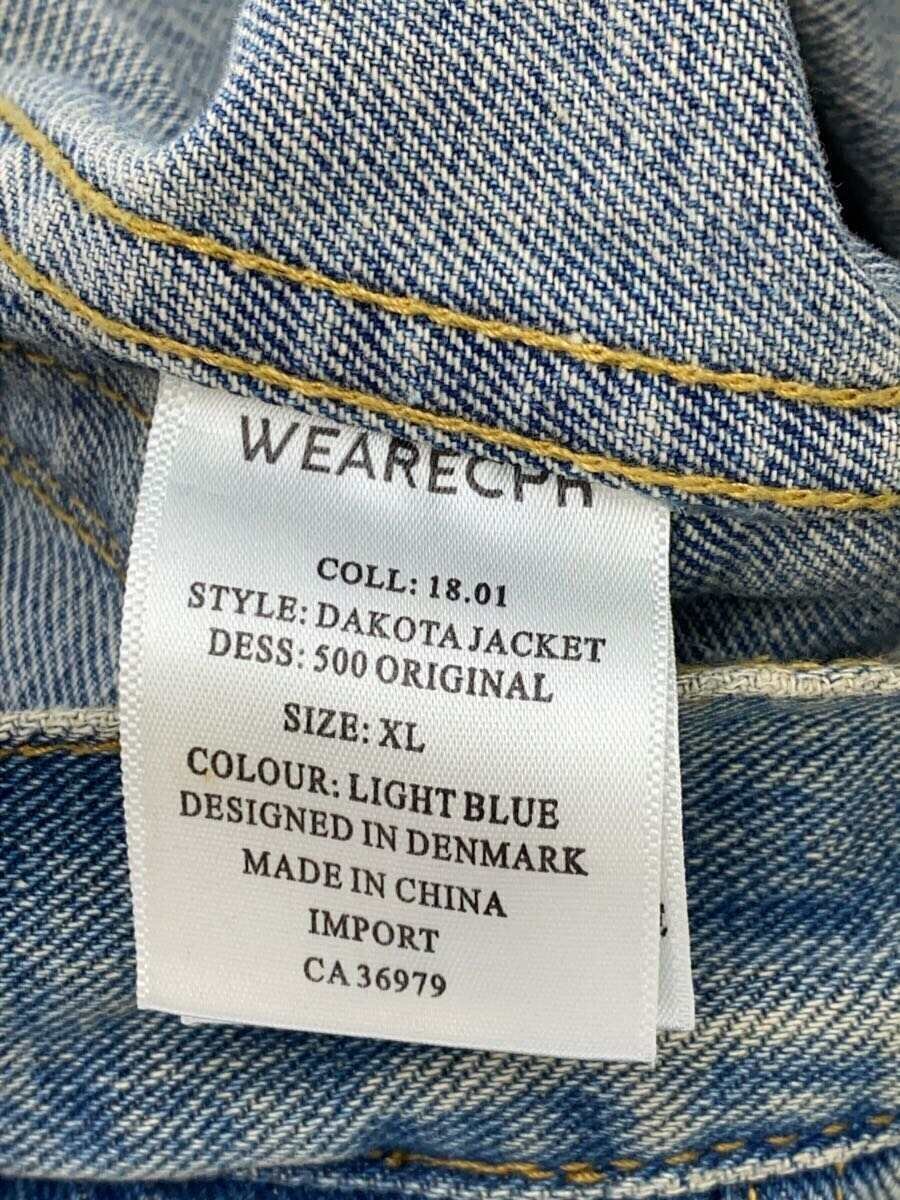 WEARECPH
COLL: 18.01
STYLE: DAKOTA JACKET
DESS: 500 ORIGINAL
SIZE: XL
COLOUR: LIGHT BLUE
DESIGNED IN DENMARK
MADE IN CHINA
IMPORT
CA 36979